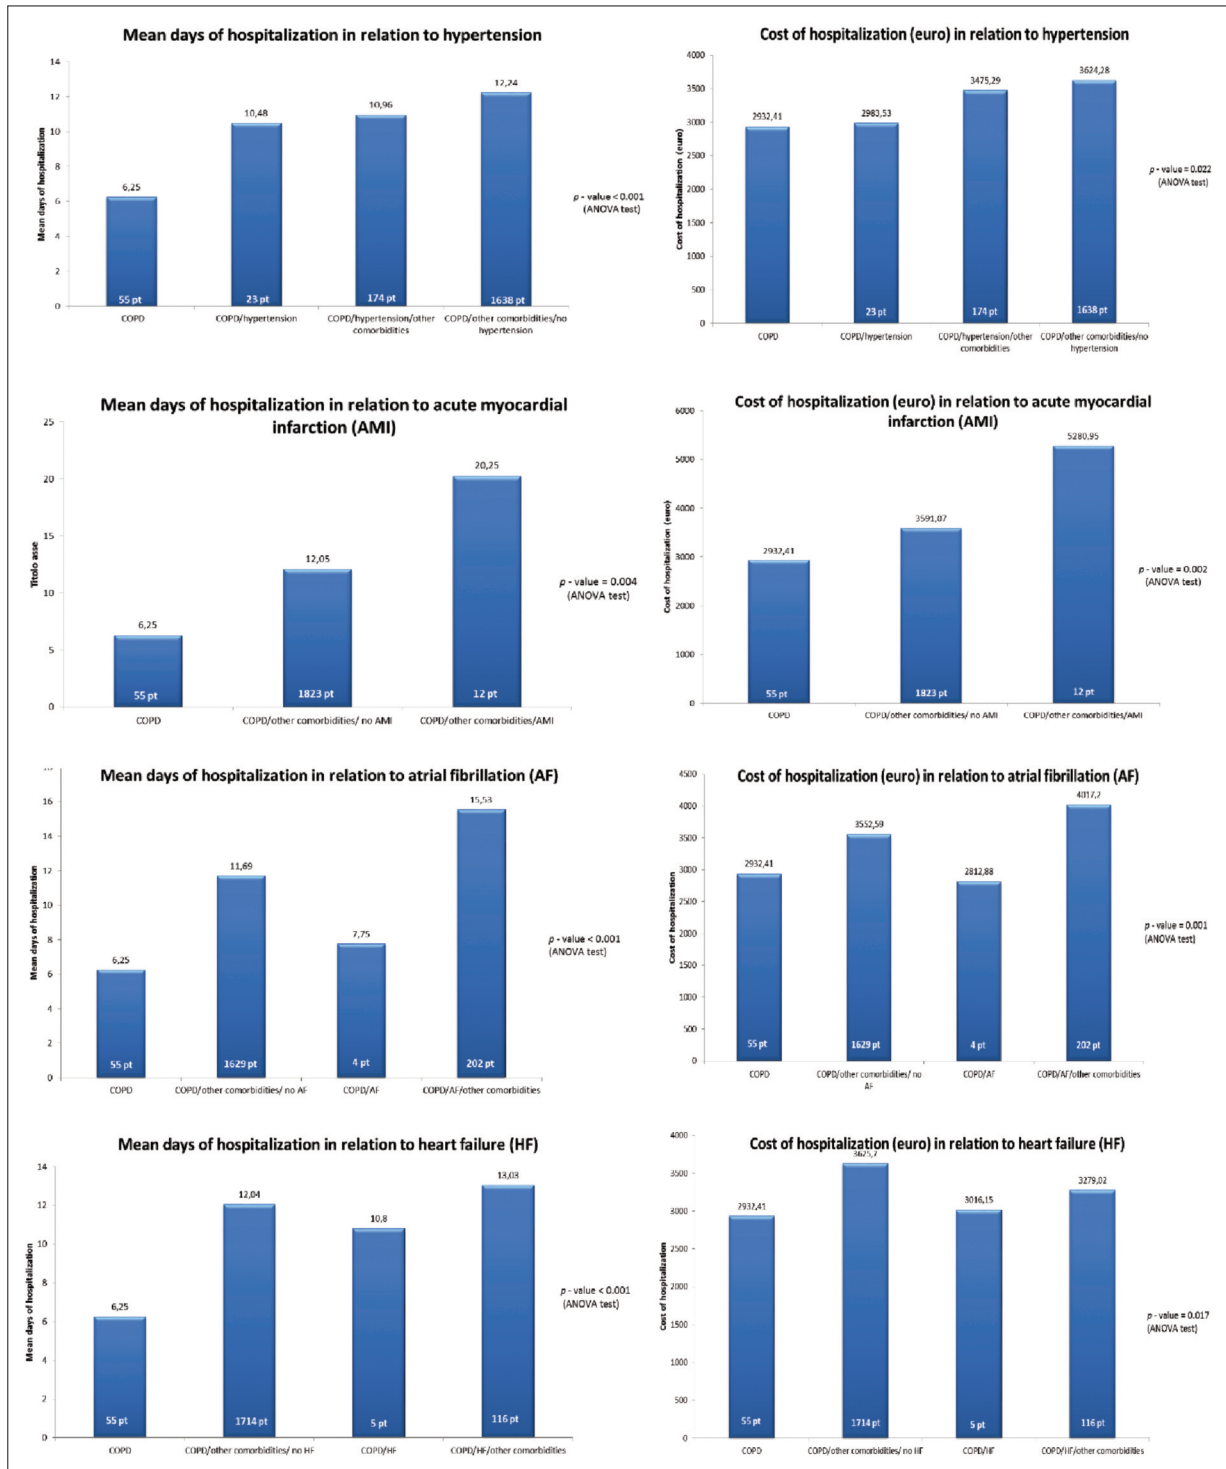 Mean days of hospitalization in relation to hypertension
Mean days of hospitalization
14
12
10
8
6
4
2
0
6,25
10,48
10,96
12,24
55 pt
23 pt
174 pt
1638 pt
COPD
COPD/hypertension
COPD/hypertension/other
comorbidities
COPD/other comorbidities/no
hypertension
p - value < 0.001
(ANOVA test)
Cost of hospitalization (euro) in relation to hypertension
Cost of hospitalization (euro)
4000
3500
3000
2500
2000
1500
1000
500
0
2932,41
2983,53
3475,29
3624,28
23 pt
174 pt
1638 pt
COPD
COPD/hypertension
COPD/hypertension/other
comorbidities
COPD/other comorbidities/no
hypertension
p - value = 0.022
(ANOVA test)
Mean days of hospitalization in relation to acute myocardial
infarction (AMI)
Titolo asse
25
20
15
10
5
0
6,25
12,05
20,25
55 pt
1823 pt
12 pt
COPD
COPD/other comorbidities/ no AMI
COPD/other comorbidities/AMI
p - value = 0.004
(ANOVA test)
Cost of hospitalization (euro) in relation to acute myocardial
infarction (AMI)
Cost of hospitalization (euro)
6000
5000
4000
3000
2000
1000
0
2932,41
3591,07
5280,95
55 pt
1823 pt
12 pt
COPD
COPD/other comorbidities/ no AMI
COPD/other comorbidities/AMI
p - value = 0.002
(ANOVA test)
Mean days of hospitalization in relation to atrial fibrillation (AF)
Mean days of hospitalization
16
14
12
10
8
6
4
2
0
6,25
11,69
7,75
15,53
55 pt
1629 pt
4 pt
202 pt
COPD
COPD/other comorbidities/ no AF
COPD/AF
COPD/AF/other comorbidities
p - value < 0.001
(ANOVA test)
Cost of hospitalization (euro) in relation to atrial fibrillation (AF)
Cost of hospitalization
4500
4000
3500
3000
2500
2000
1500
1000
500
0
2932,41
3552,59
2812,88
4017,2
55 pt
1629 pt
4 pt
202 pt
COPD
COPD/other comorbidities/ no
AF
COPD/AF
COPD/AF/other comorbidities
p - value = 0.001
(ANOVA test)
Mean days of hospitalization in relation to heart failure (HF)
Mean days of hospitalization
14
12
10
8
6
4
2
0
6,25
12,04
10,8
13,03
55 pt
1714 pt
5 pt
116 pt
COPD
COPD/other comorbidities/ no HF
COPD/HF
COPD/HF/other comorbidities
p - value < 0.001
(ANOVA test)
Cost of hospitalization (euro) in relation to heart failure (HF)
Cost of hospitalization
4000
3500
3000
2500
2000
1500
1000
500
0
2932,41
3625,7
3016,15
3279,02
55 pt
1714 pt
5 pt
116 pt
COPD
COPD/other comorbidities/ no HF
COPD/HF
COPD/HF/other comorbidities
p - value = 0.017
(ANOVA test)